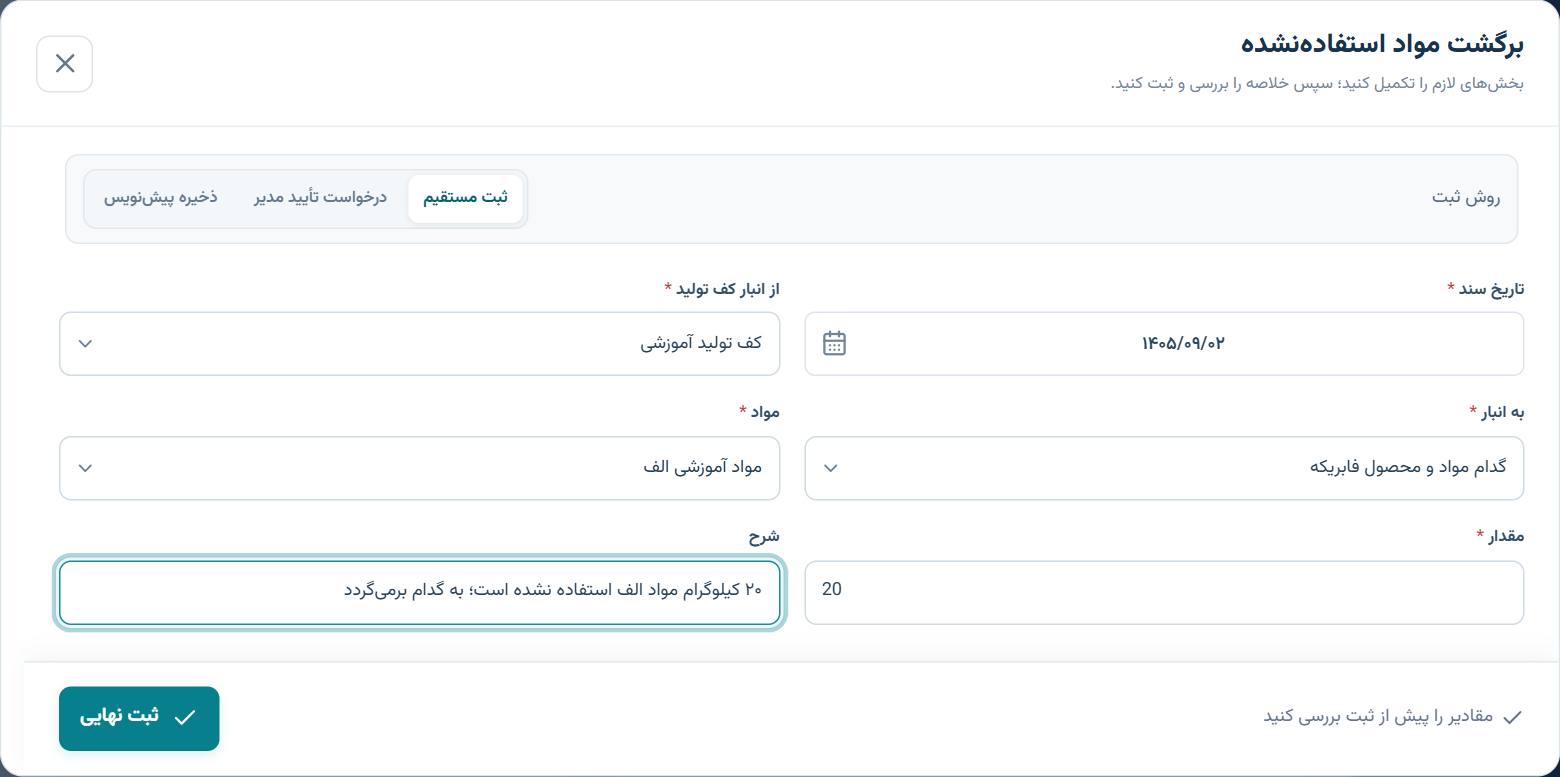 برگشت مواد استفاده‌نشده
بخش‌های لازم را تکمیل کنید؛ سپس خلاصه را بررسی و ثبت کنید.
روش ثبت
ثبت مستقیم
درخواست تأیید مدیر
ذخیره پیش‌نویس
تاریخ سند *
۱۴۰۵/۰۹/۰۲
از انبار کف تولید *
کف تولید آموزشی
به انبار *
گدام مواد و محصول فابریکه
مواد *
مواد آموزشی الف
مقدار *
20
شرح
۲۰ کیلوگرام مواد الف استفاده نشده است؛ به گدام برمی‌گردد
مقادیر را پیش از ثبت بررسی کنید
ثبت نهایی